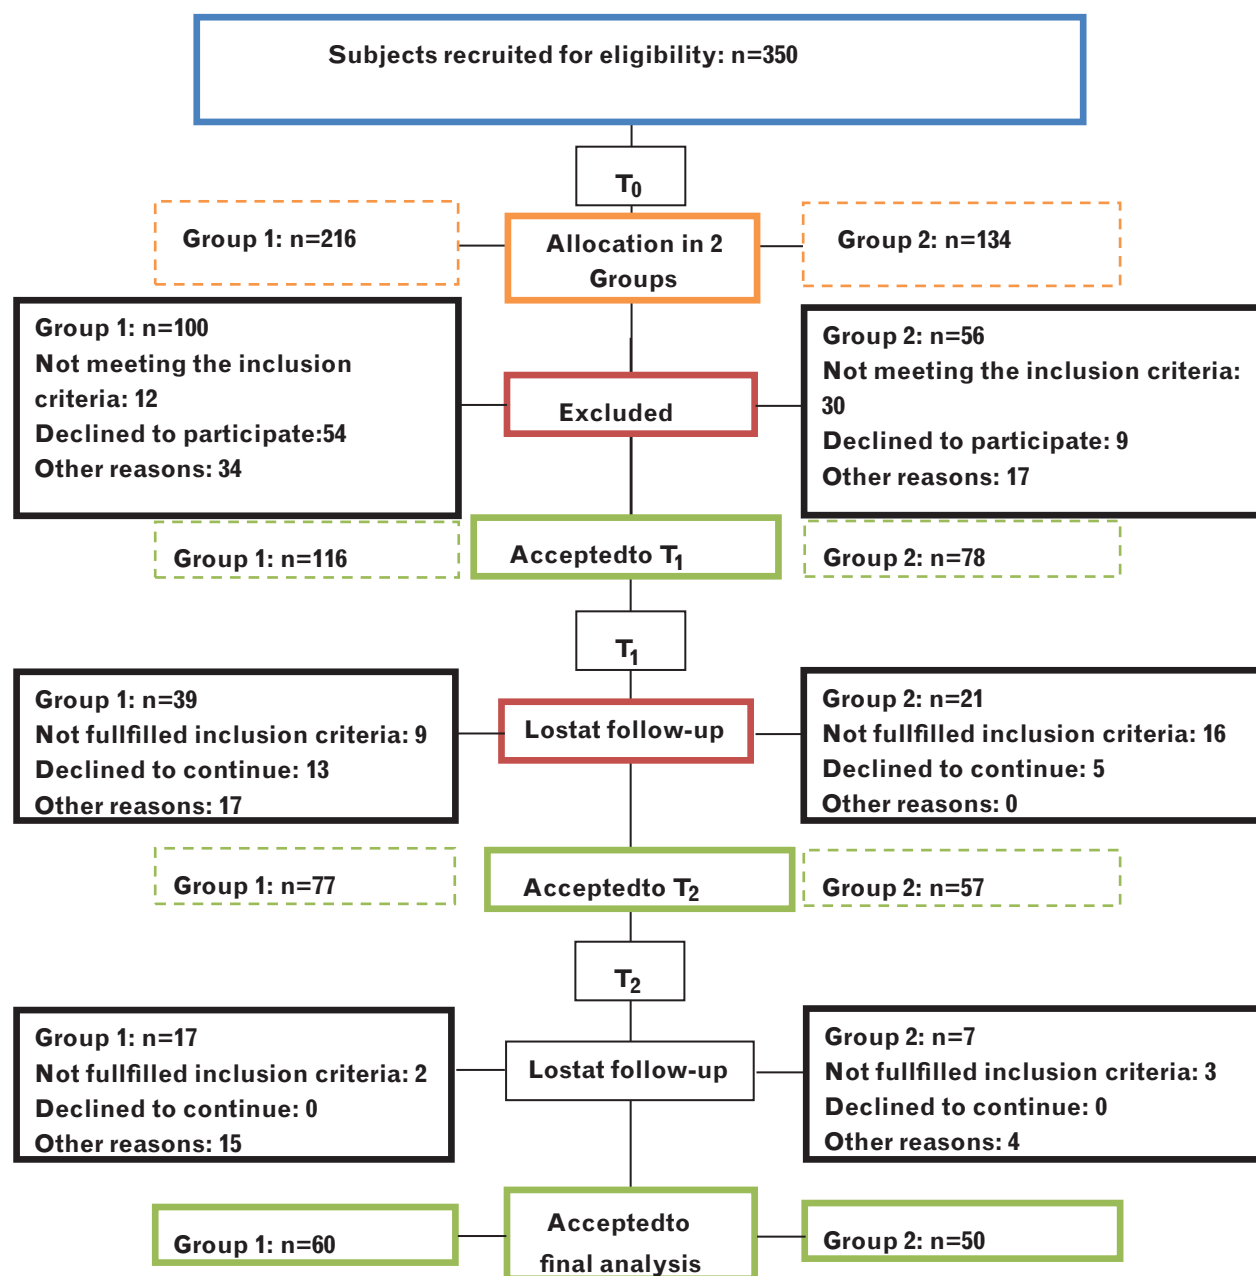 Subjects recruited for eligibility: n=350
T0
Group 1: n=216
Allocation in 2
Groups
Group 2: n=134
Group 1: n=100
Not meeting the inclusion
criteria: 12
Declined to participate:54
Other reasons: 34
Excluded
Group 2: n=56
Not meeting the inclusion criteria:
30
Declined to participate: 9
Other reasons: 17
Group 1: n=116
Acceptedto T1
Group 2: n=78
T1
Group 1: n=39
Not fullfilled inclusion criteria: 9
Declined to continue: 13
Other reasons: 17
Lostat follow-up
Group 2: n=21
Not fullfilled inclusion criteria: 16
Declined to continue: 5
Other reasons: 0
Group 1: n=77
Acceptedto T2
Group 2: n=57
T2
Group 1: n=17
Not fullfilled inclusion criteria: 2
Declined to continue: 0
Other reasons: 15
Lostat follow-up
Group 2: n=7
Not fullfilled inclusion criteria: 3
Declined to continue: 0
Other reasons: 4
Group 1: n=60
Acceptedto
final analysis
Group 2: n=50